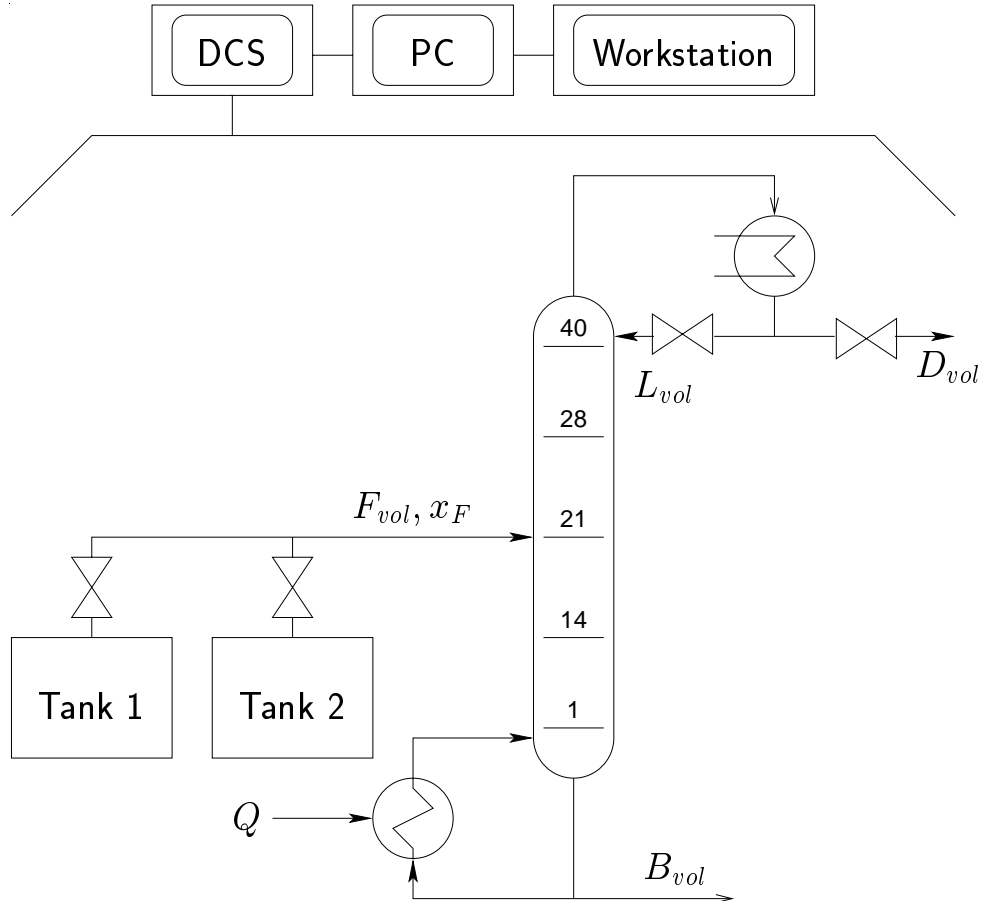 DCS PC Workstation
40
D_vol
L_vol
28
F_vol, x_F
21
14
Tank 1 Tank 2
1
Q
B_vol